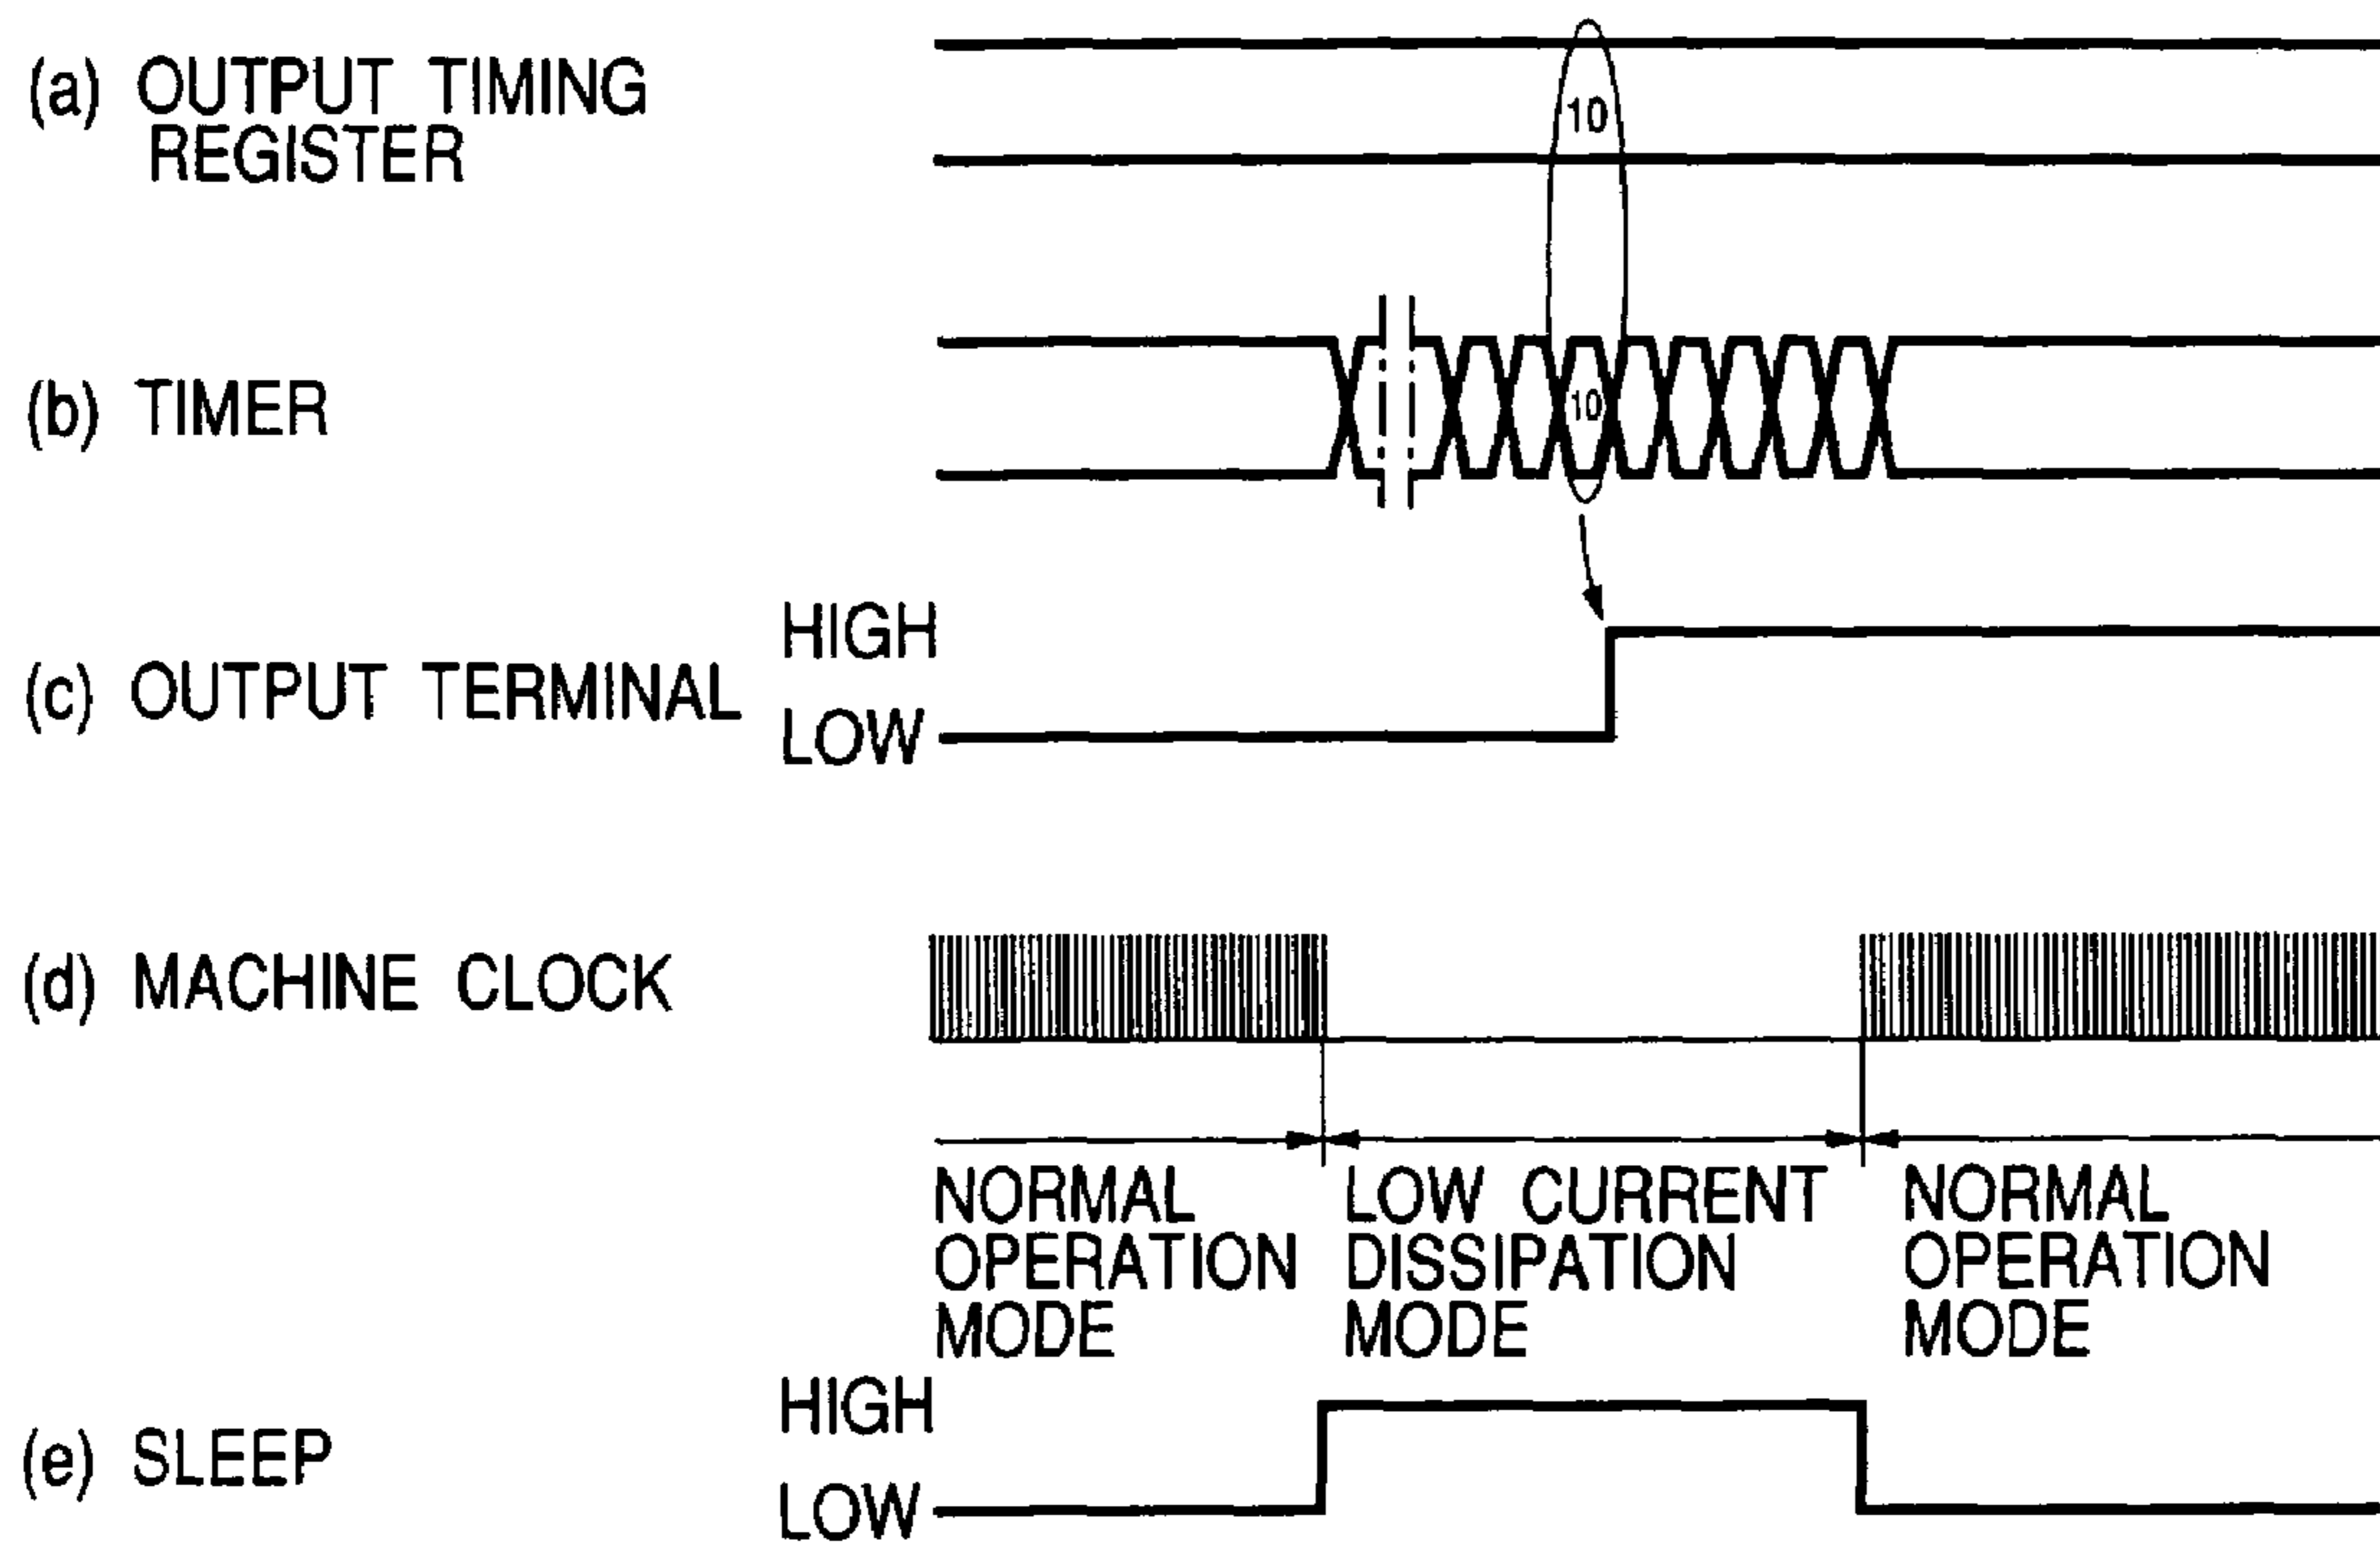 (a) OUTPUT TIMING
REGISTER
10
(b) TIMER
10
HIGH
(c) OUTPUT TERMINAL
LOW
(d) MACHINE CLOCK
NORMAL
OPERATION
MODE
LOW CURRENT
DISSIPATION
MODE
NORMAL
OPERATION
MODE
HIGH
(e) SLEEP
LOW